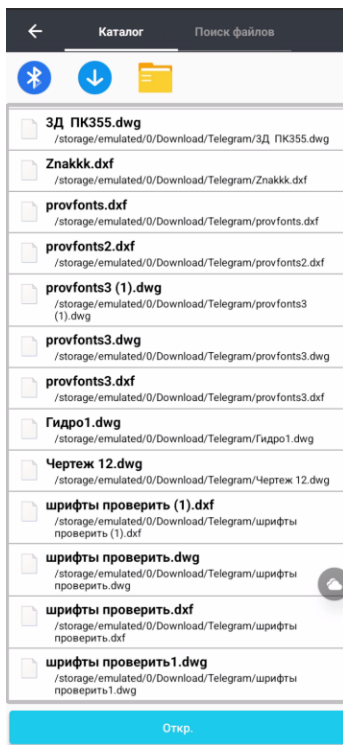 Каталог
Поиск файлов
3Д ПК355.dwg
/storage/emulated/0/Download/Telegram/3Д ПК355.dwg
Znakkk.dxf
/storage/emulated/0/Download/Telegram/Znakkk.dxf
provfonts.dxf
/storage/emulated/0/Download/Telegram/provfonts.dxf
provfonts2.dxf
/storage/emulated/0/Download/Telegram/provfonts2.dxf
provfonts3 (1).dwg
/storage/emulated/0/Download/Telegram/provfonts3
(1).dwg
provfonts3.dwg
/storage/emulated/0/Download/Telegram/provfonts3.dwg
provfonts3.dxf
/storage/emulated/0/Download/Telegram/provfonts3.dxf
Гидро1.dwg
/storage/emulated/0/Download/Telegram/Гидро1.dwg
Чертеж 12.dwg
/storage/emulated/0/Download/Telegram/Чертеж 12.dwg
шрифты проверить (1).dxf
/storage/emulated/0/Download/Telegram/шрифты
проверить (1).dxf
шрифты проверить.dwg
/storage/emulated/0/Download/Telegram/шрифты
проверить.dwg
шрифты проверить.dxf
/storage/emulated/0/Download/Telegram/шрифты
проверить.dxf
шрифты проверить1.dwg
/storage/emulated/0/Download/Telegram/шрифты
проверить1.dwg
Откр.